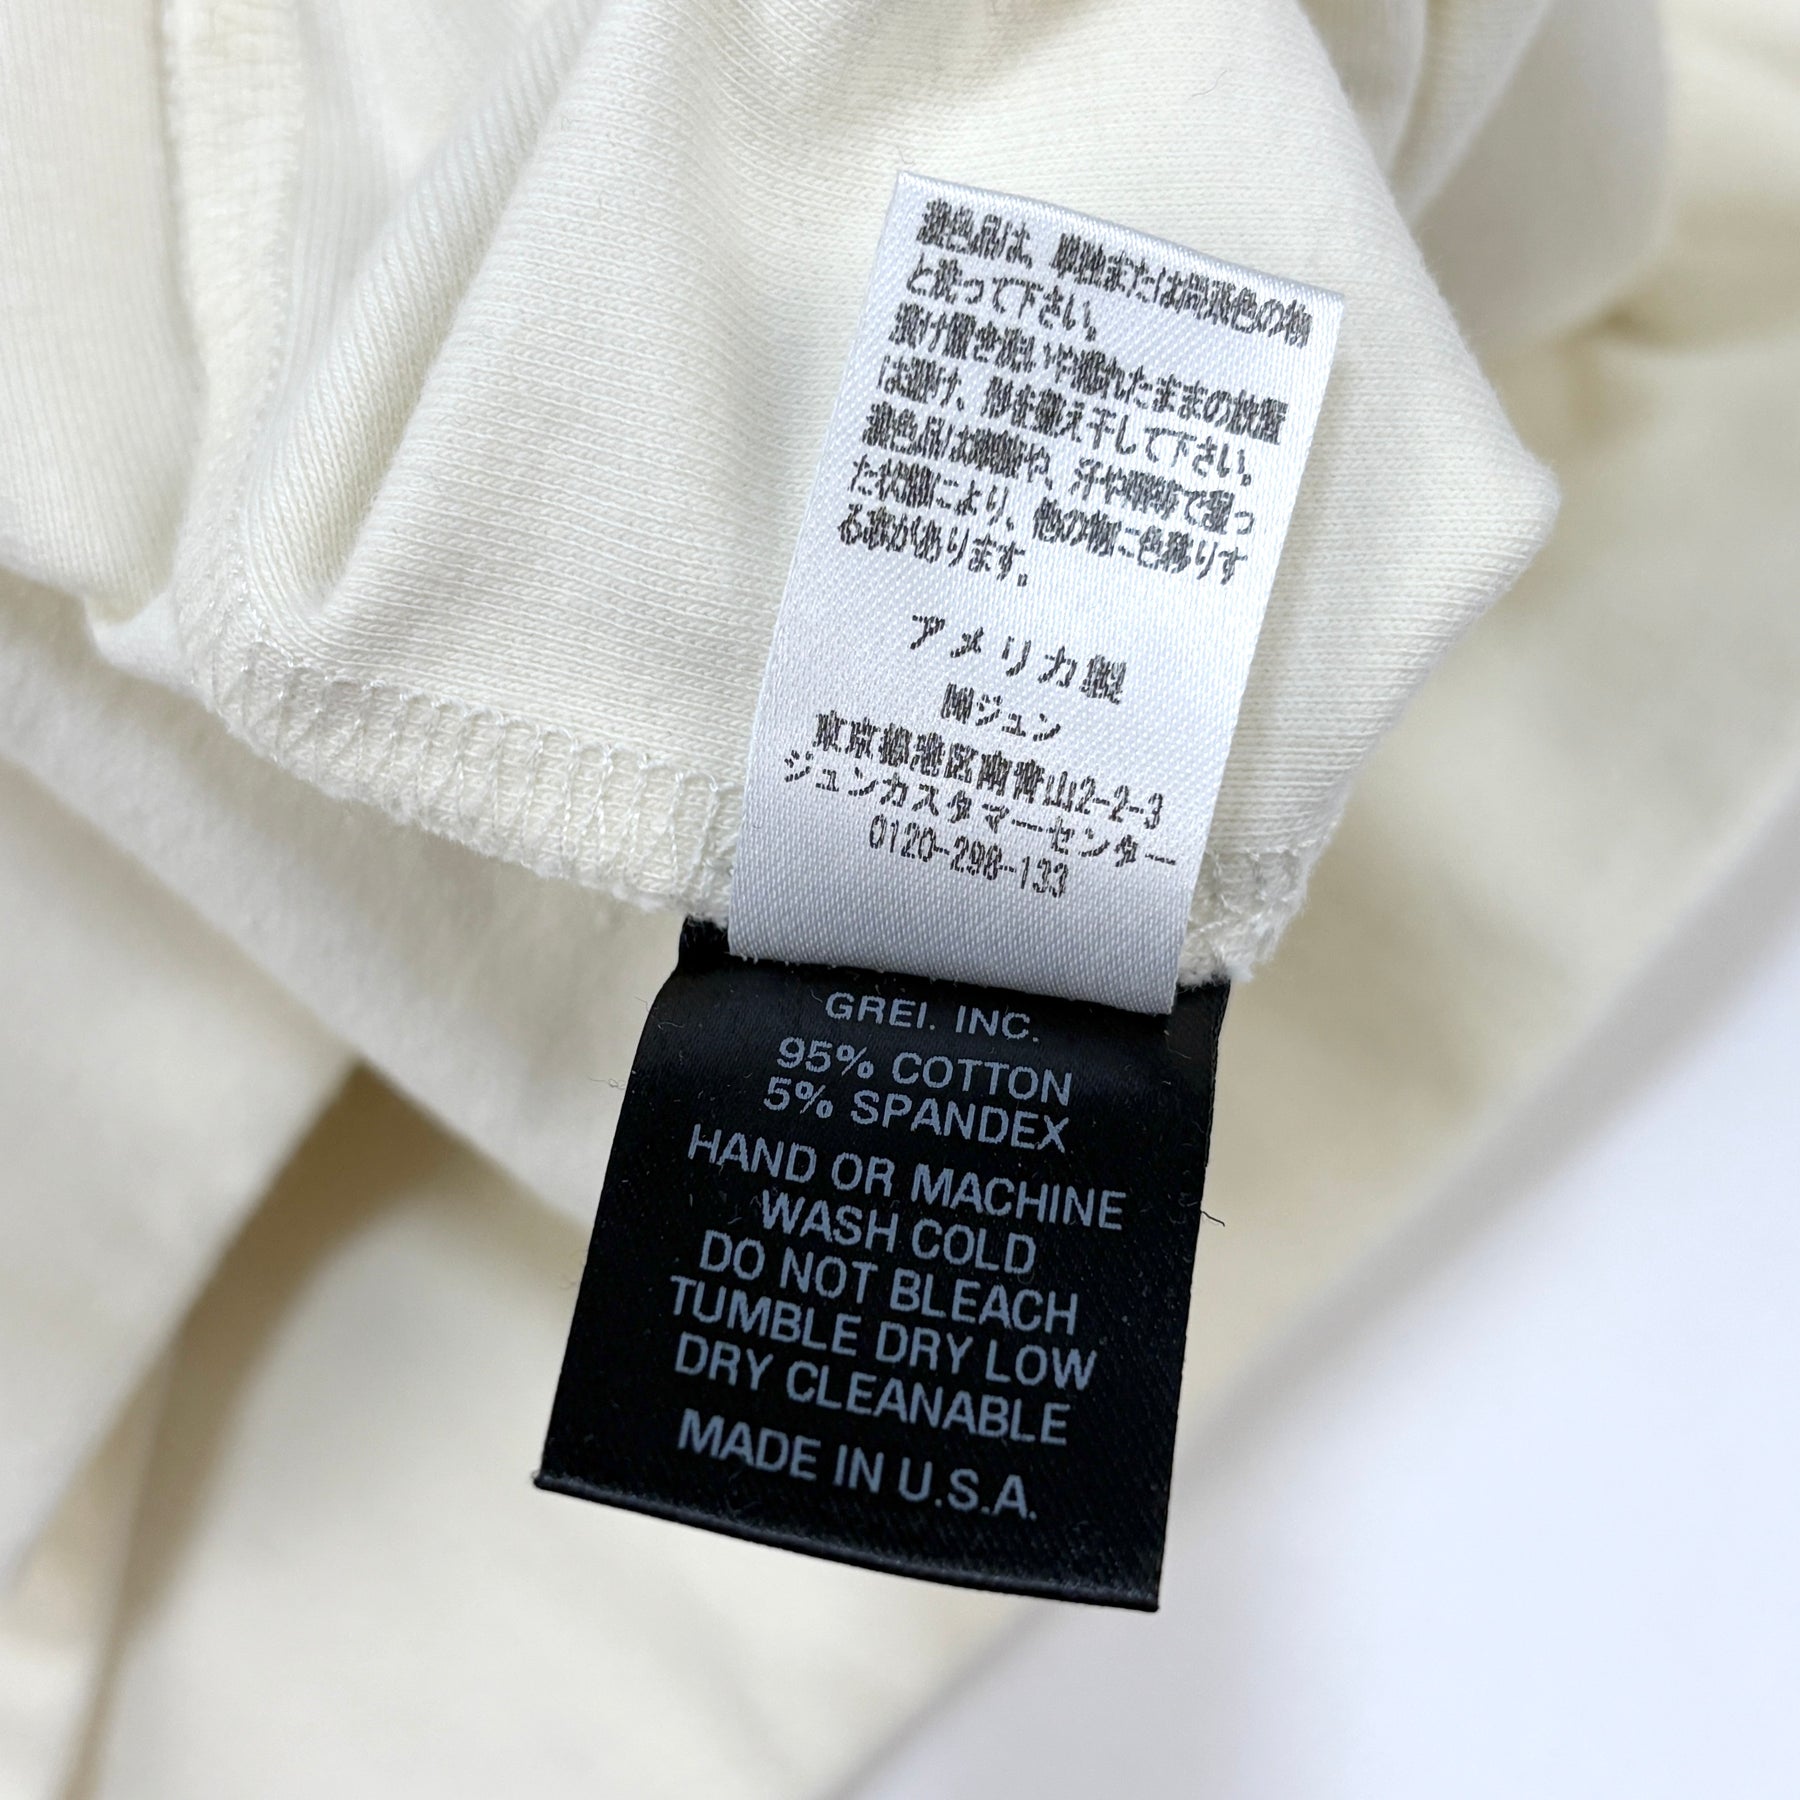 濃色品は、単独または同系色の物
と洗って下さい。
漬け置き洗いや濡れたままの放置
は避け、形を整え干して下さい。
濃色品は摩擦や、汗や雨等で湿っ
た状態により、他の物に色移りす
る恐があります。
アメリカ製
㈱ジュン
東京都港区南青山2-2-3
ジュンカスタマーセンター
0120-298-133
GREI. INC.
95% COTTON
5% SPANDEX
HAND OR MACHINE
WASH COLD
DO NOT BLEACH
TUMBLE DRY LOW
DRY CLEANABLE
MADE IN U.S.A.